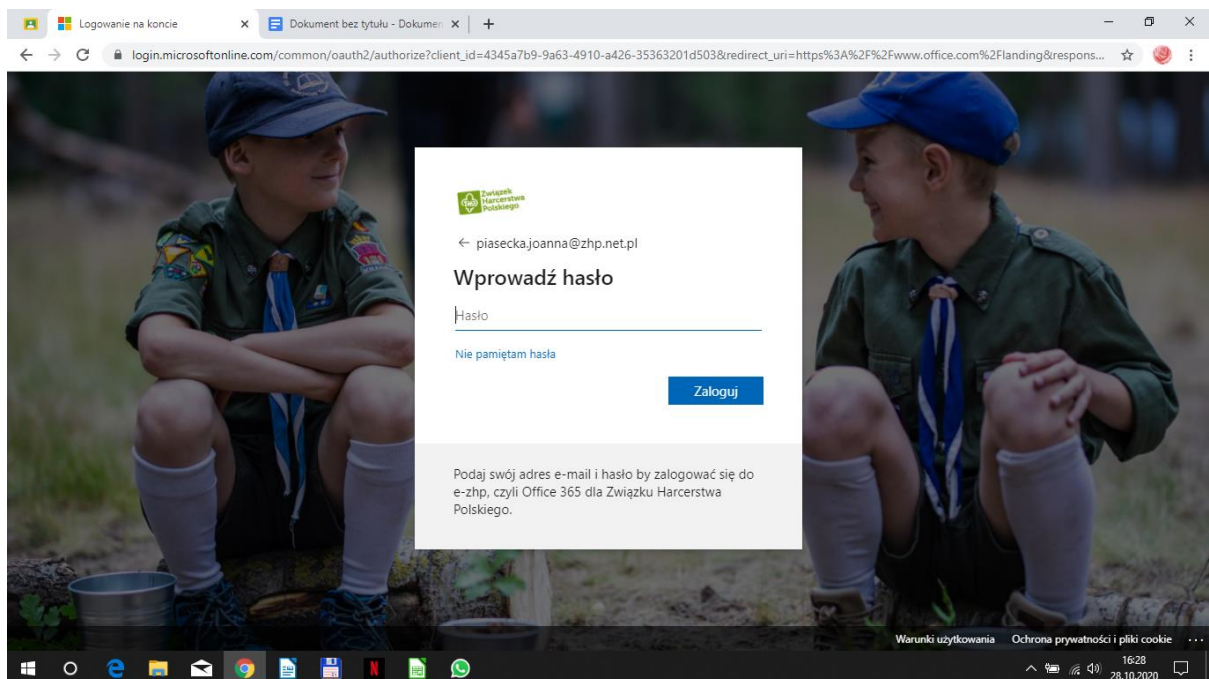 Logowanie na koncie
Dokument bez tytułu - Dokumen
login.microsoftonline.com/common/oauth2/authorize?client_id=4345a7b9-9a63-4910-a426-35363201d503&redirect_uri=https%3A%2F%2Fwww.office.com%2Flanding&respons...
Związek
Harcerstwa
Polskiego
piasecka.joanna@zhp.net.pl
Wprowadź hasło
Hasło
Nie pamiętam hasła
Zaloguj
Podaj swój adres e-mail i hasło by zalogować się do
e-zhp, czyli Office 365 dla Związku Harcerstwa
Polskiego.
Warunki użytkowania Ochrona prywatności i pliki cookie ...
16:28
28.10.2020